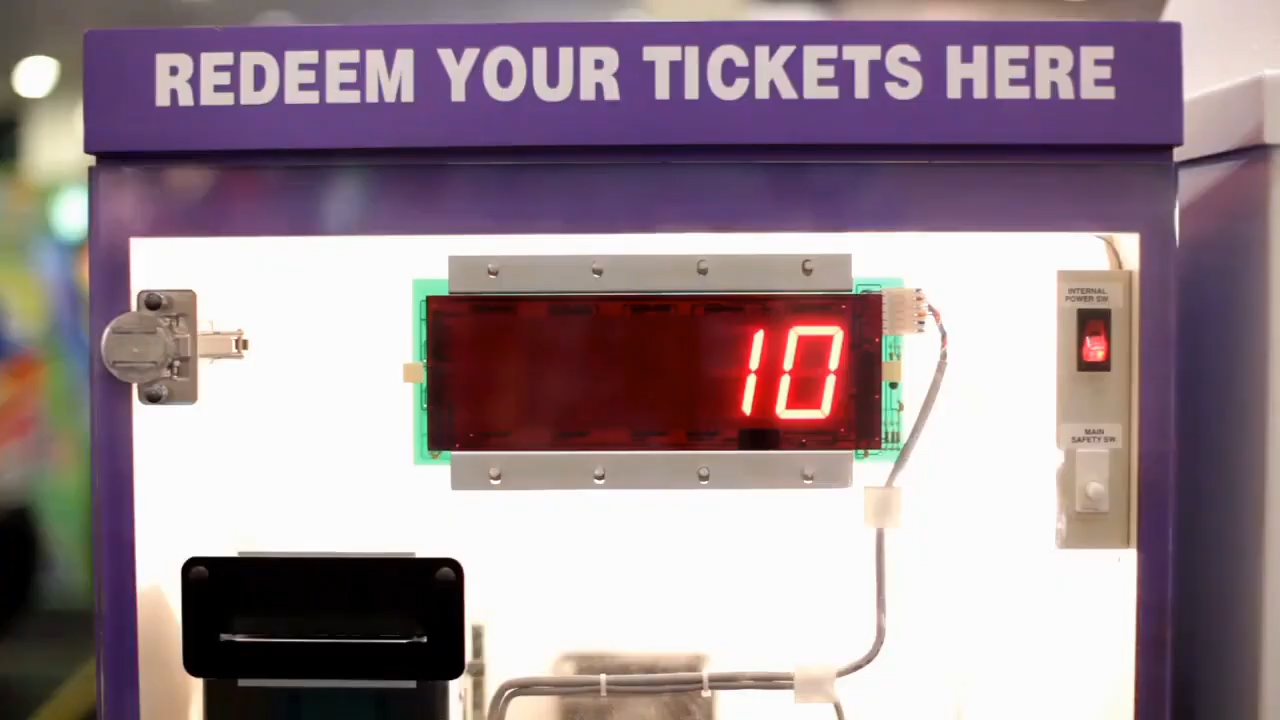 REDEEM YOUR TICKETS HERE
10
INTERNAL
POWER SW
MAIN
SAFETY SW